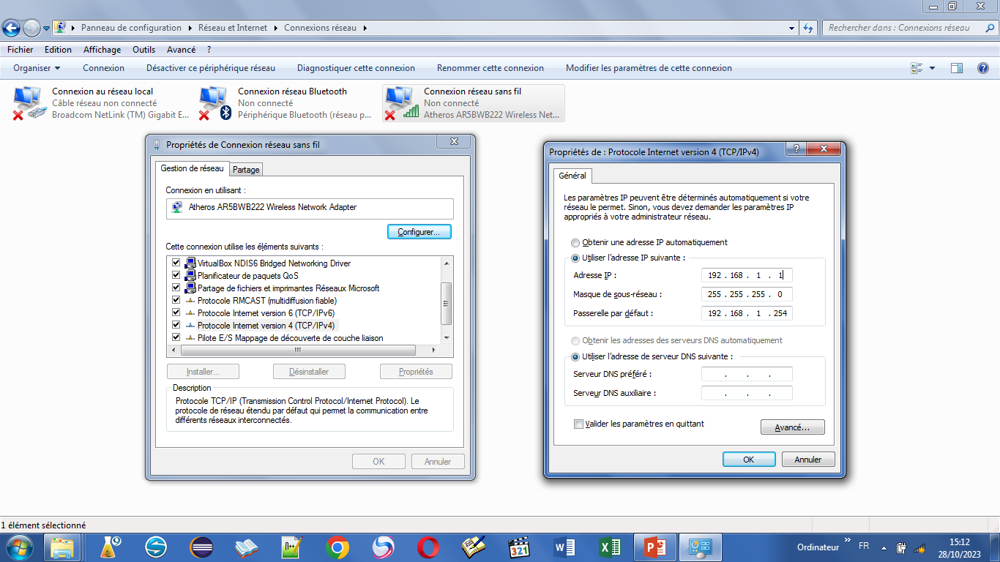 Panneau de configuration Réseau et Internet Connexions réseau
Rechercher dans : Connexions réseau
Fichier Edition Affichage Outils Avancé ?
Organiser Connexion Désactiver ce périphérique réseau Diagnostiquer cette connexion Renommer cette connexion Modifier les paramètres de cette connexion
Connexion au réseau local
Câble réseau non connecté
Broadcom NetLink (TM) Gigabit E...
Connexion réseau Bluetooth
Non connecté
Périphérique Bluetooth (réseau p...
Connexion réseau sans fil
Non connecté
Atheros AR5BWB222 Wireless Net...
Propriétés de Connexion réseau sans fil
Gestion de réseau Partage
Connexion en utilisant :
Atheros AR5BWB222 Wireless Network Adapter
Configurer...
Cette connexion utilise les éléments suivants :
VirtualBox NDIS6 Bridged Networking Driver
Planificateur de paquets QoS
Partage de fichiers et imprimantes Réseaux Microsoft
Protocole RMCAST (multidiffusion fiable)
Protocole Internet version 6 (TCP/IPv6)
Protocole Internet version 4 (TCP/IPv4)
Pilote E/S Mappage de découverte de couche liaison
Installer... Désinstaller Propriétés
Description
Protocole TCP/IP (Transmission Control Protocol/Internet Protocol). Le
protocole de réseau étendu par défaut qui permet la communication entre
différents réseaux interconnectés.
OK Annuler
Propriétés de : Protocole Internet version 4 (TCP/IPv4)
Général
Les paramètres IP peuvent être déterminés automatiquement si votre
réseau le permet. Sinon, vous devez demander les paramètres IP
appropriés à votre administrateur réseau.
Obtenir une adresse IP automatiquement
Utiliser l'adresse IP suivante :
Adresse IP : 192 . 168 . 1 . 1
Masque de sous-réseau : 255 . 255 . 255 . 0
Passerelle par défaut : 192 . 168 . 1 . 254
Obtenir les adresses des serveurs DNS automatiquement
Utiliser l'adresse de serveur DNS suivante :
Serveur DNS préféré : . . .
Serveur DNS auxiliaire : . . .
Valider les paramètres en quittant
Avancé...
OK Annuler
1 élément sélectionné
321
Ordinateur » FR
15:12
28/10/2023